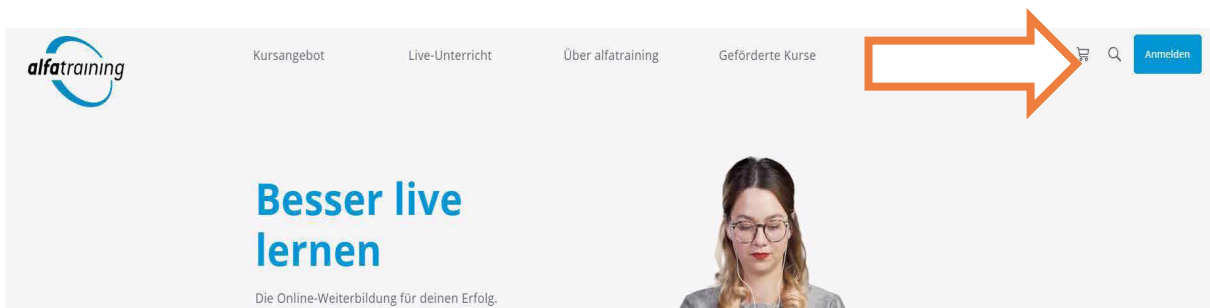 alfatraining
Kursangebot Live-Unterricht Über alfatraining Geförderte Kurse Anmelden
Besser live
lernen
Die Online-Weiterbildung für deinen Erfolg.